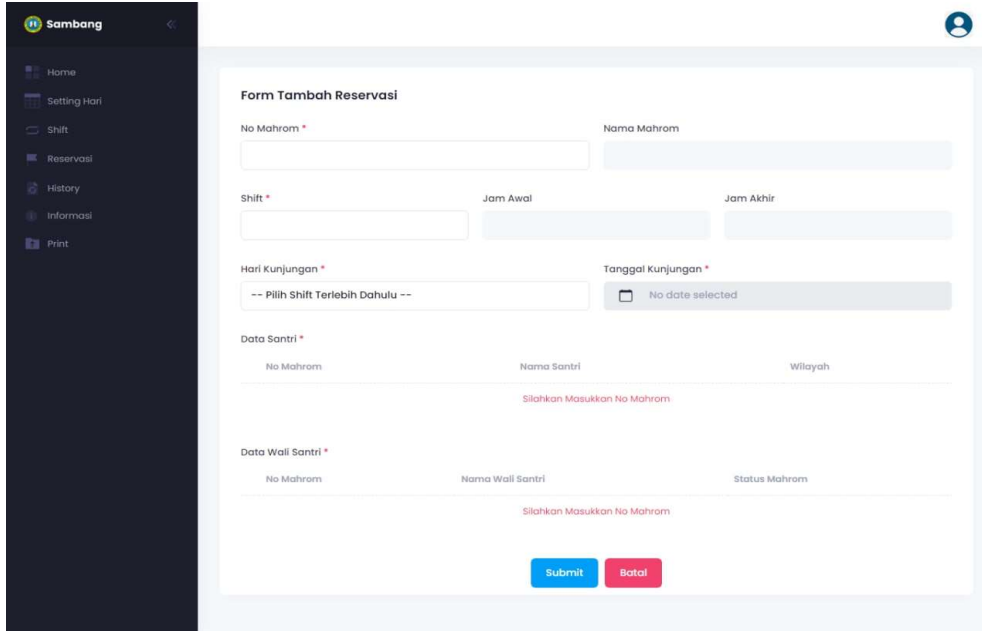 Sambang
Home
Setting Hari
Shift
Reservasi
History
Informasi
Print
Form Tambah Reservasi
No Mahrom * Nama Mahrom
Shift * Jam Awal Jam Akhir
Hari Kunjungan * Tanggal Kunjungan *
-- Pilih Shift Terlebih Dahulu -- No date selected
Data Santri *
No Mahrom Nama Santri Wilayah
Silahkan Masukkan No Mahrom
Data Wali Santri *
No Mahrom Nama Wali Santri Status Mahrom
Silahkan Masukkan No Mahrom
Submit Batal